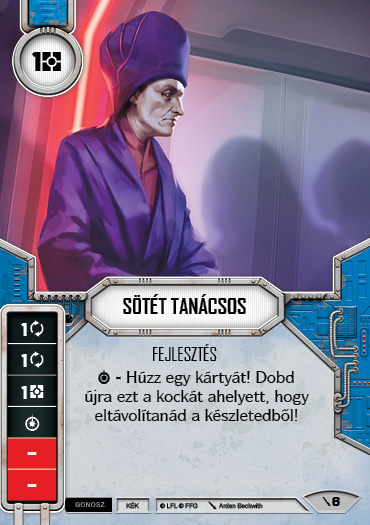 1
SÖTÉT TANÁCSOS
FEJLESZTÉS
- Húzz egy kártyát! Dobd
újra ezt a kockát ahelyett, hogy
eltávolítanád a készletedből!
1
1
1
-
-
GONOSZ
KÉK
© LFL © FFG
Arden Beckwith
6